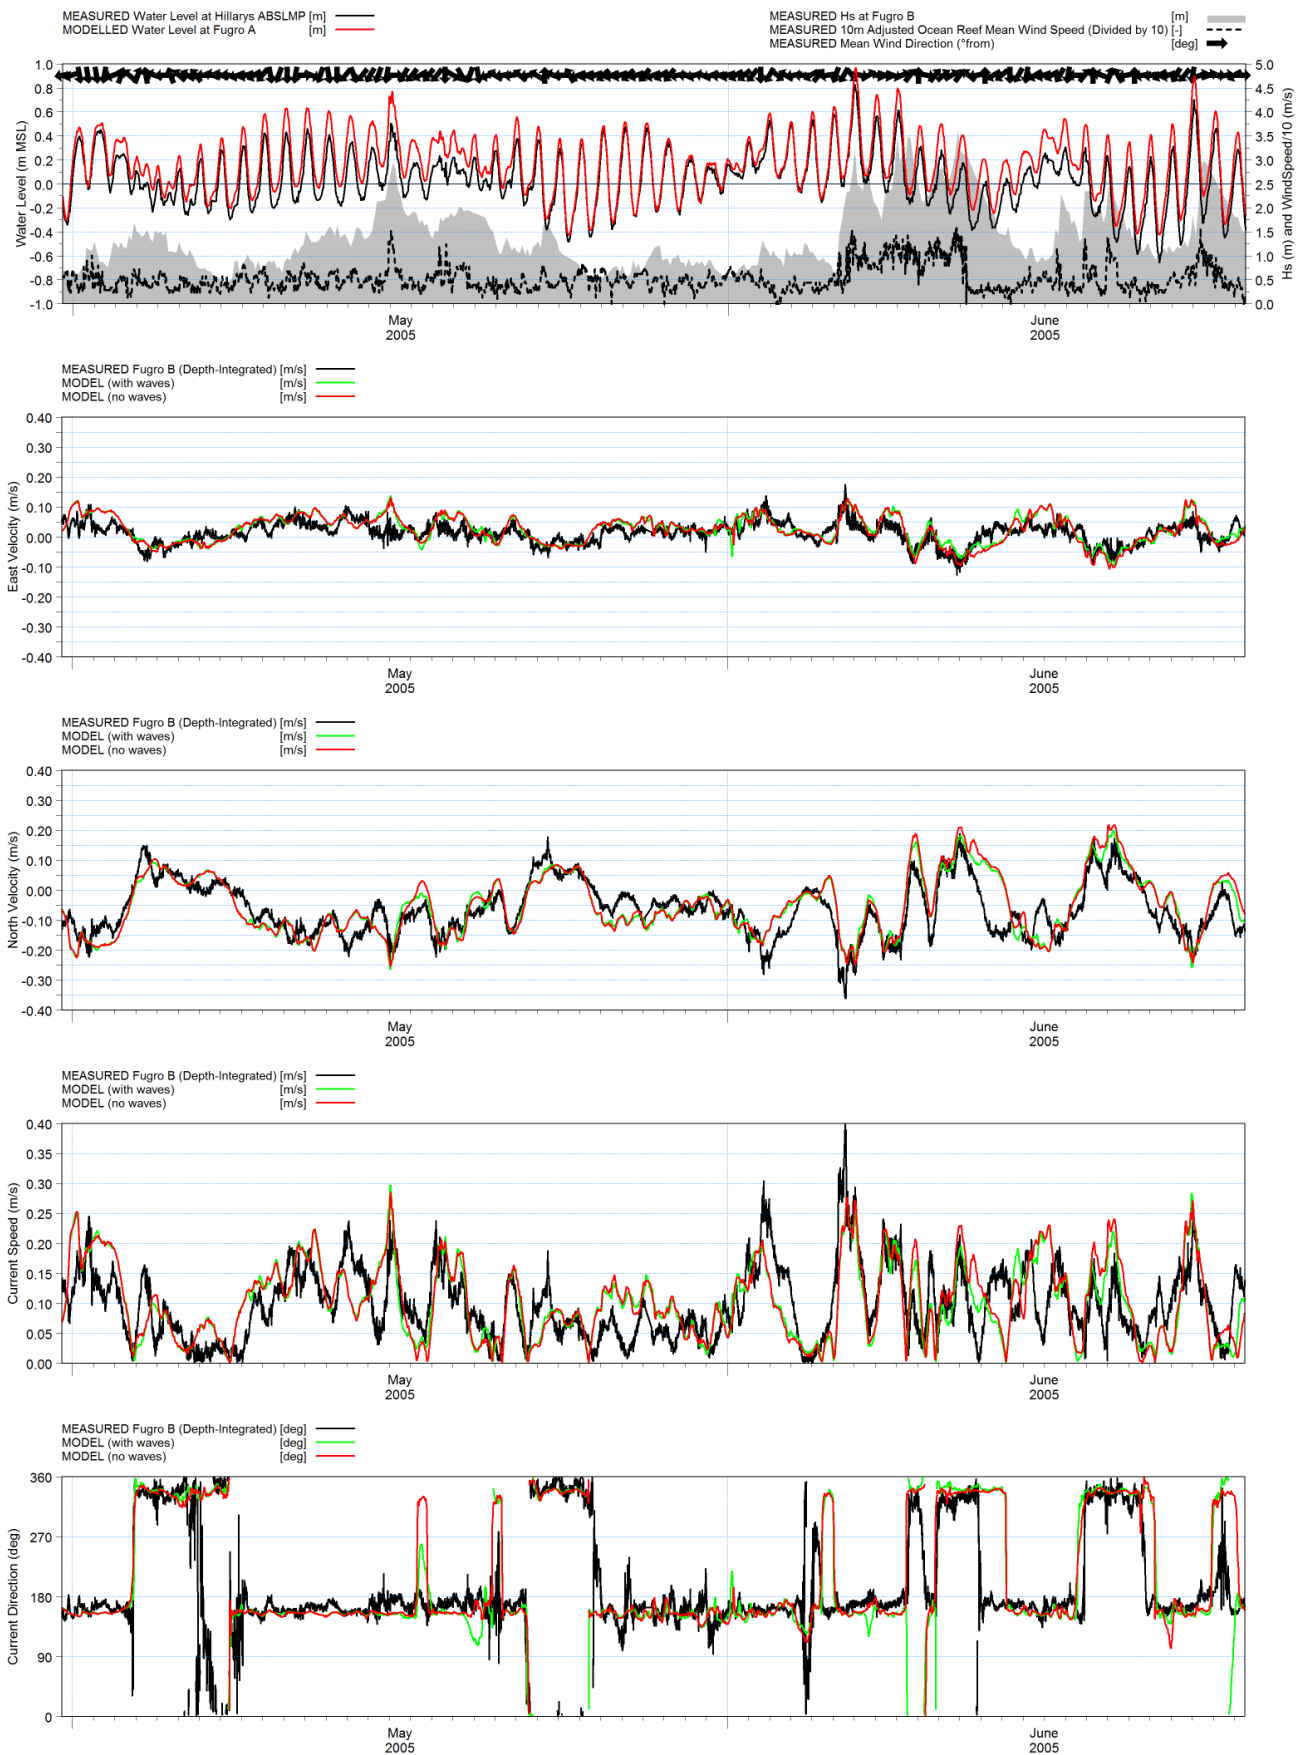 MEASURED Water Level at Hillarys ABSLMP [m]
MODELLED Water Level at Fugro A [m]
MEASURED Hs at Fugro B [m]
MEASURED 10m Adjusted Ocean Reef Mean Wind Speed (Divided by 10) [-]
MEASURED Mean Wind Direction (°from) [deg]
Water Level (m MSL)
1.0
0.8
0.6
0.4
0.2
0.0
-0.2
-0.4
-0.6
-0.8
-1.0
5.0
4.5
4.0
3.5
3.0
2.5
2.0
1.5
1.0
0.5
0.0
Hs (m) and WindSpeed/10 (m/s)
May
2005
June
2005
MEASURED Fugro B (Depth-Integrated) [m/s]
MODEL (with waves) [m/s]
MODEL (no waves) [m/s]
East Velocity (m/s)
0.40
0.30
0.20
0.10
0.00
-0.10
-0.20
-0.30
-0.40
May
2005
June
2005
MEASURED Fugro B (Depth-Integrated) [m/s]
MODEL (with waves) [m/s]
MODEL (no waves) [m/s]
North Velocity (m/s)
0.40
0.30
0.20
0.10
0.00
-0.10
-0.20
-0.30
-0.40
May
2005
June
2005
MEASURED Fugro B (Depth-Integrated) [m/s]
MODEL (with waves) [m/s]
MODEL (no waves) [m/s]
Current Speed (m/s)
0.40
0.35
0.30
0.25
0.20
0.15
0.10
0.05
0.00
May
2005
June
2005
MEASURED Fugro B (Depth-Integrated) [deg]
MODEL (with waves) [deg]
MODEL (no waves) [deg]
Current Direction (deg)
360
270
180
90
0
May
2005
June
2005